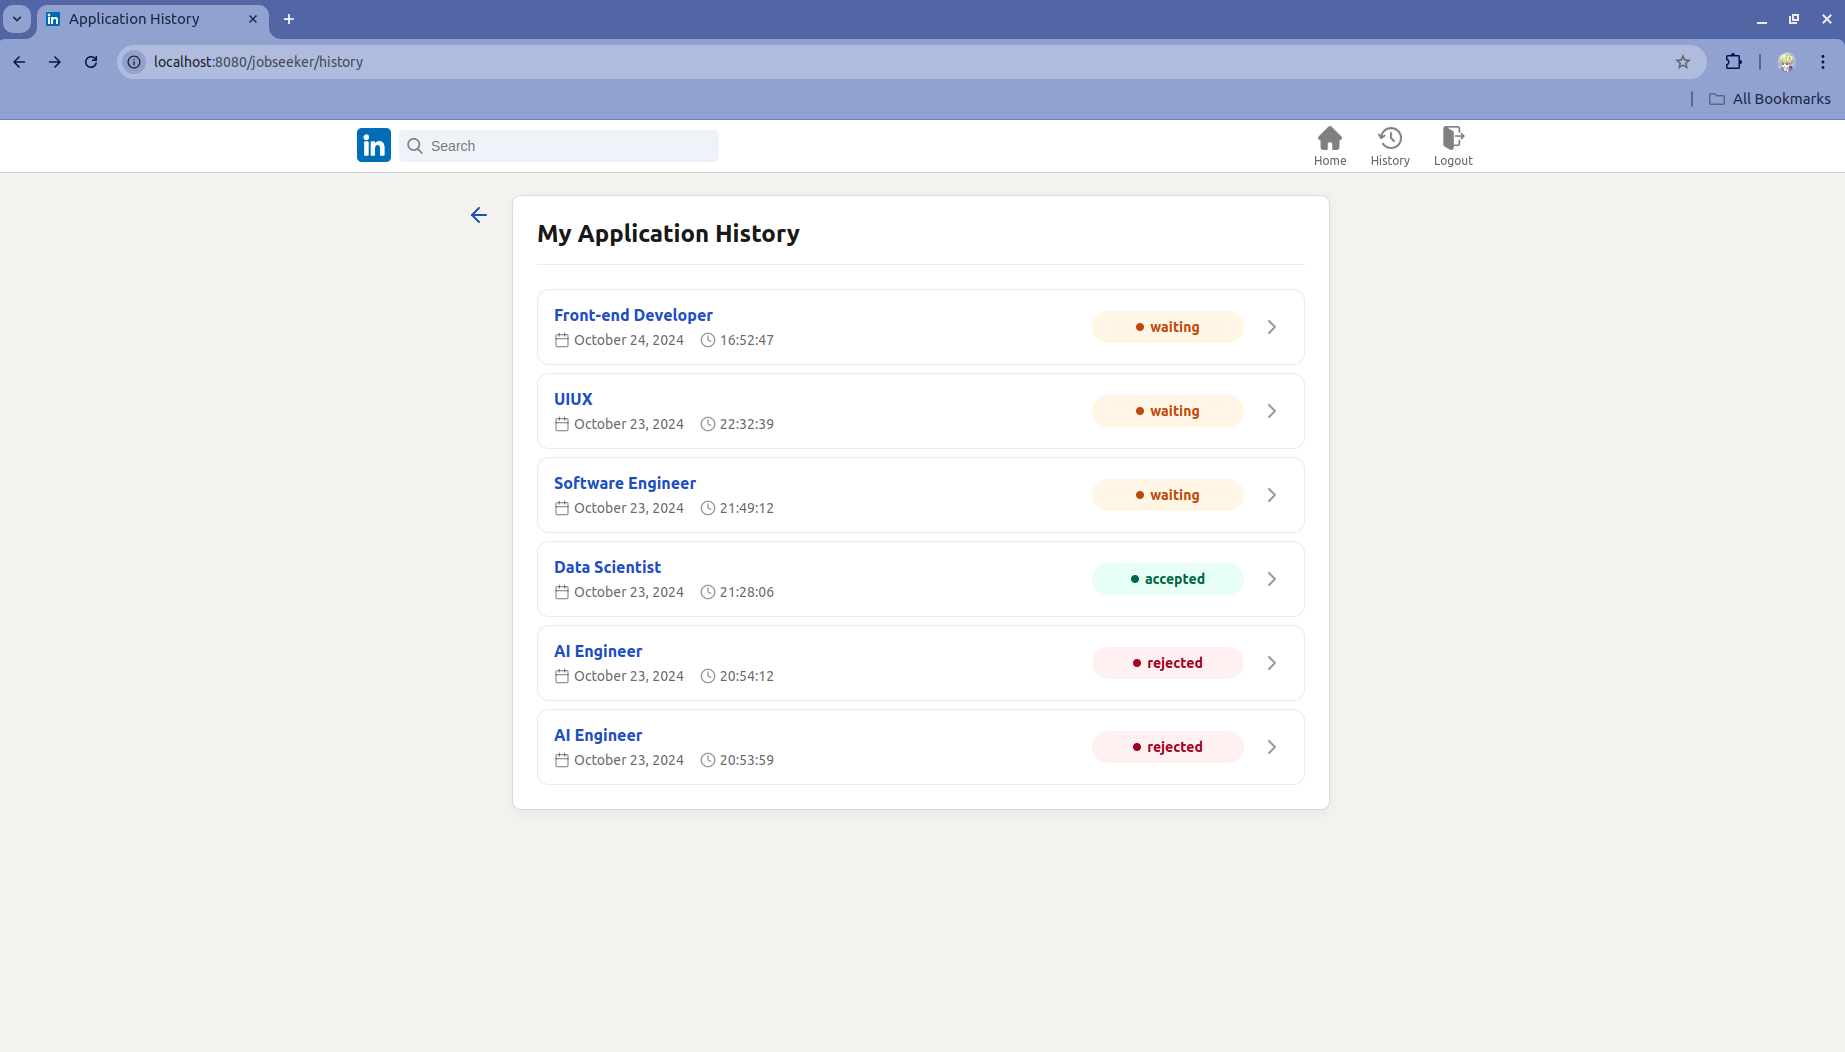 Application History
localhost:8080/jobseeker/history
All Bookmarks
in
Search
Home
History
Logout
My Application History
Front-end Developer
October 24, 2024
16:52:47
waiting
UIUX
October 23, 2024
22:32:39
waiting
Software Engineer
October 23, 2024
21:49:12
waiting
Data Scientist
October 23, 2024
21:28:06
accepted
AI Engineer
October 23, 2024
20:54:12
rejected
AI Engineer
October 23, 2024
20:53:59
rejected